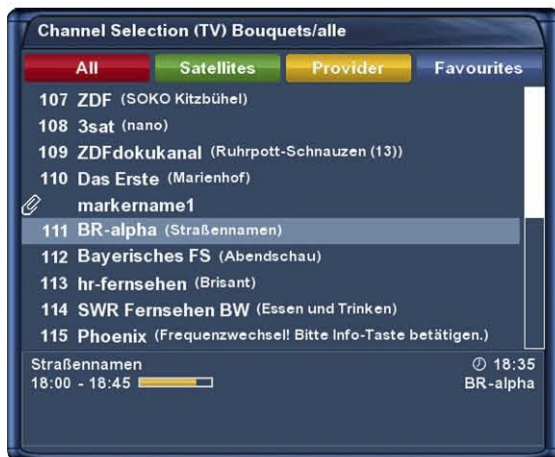 Channel Selection (TV) Bouquets/alle
All Satellites Provider Favourites
107 ZDF (SOKO Kitzbühel)
108 3sat (nano)
109 ZDFdokukanal (Ruhrpott-Schnauzen (13))
110 Das Erste (Marienhof)
markername1
111 BR-alpha (Straßennamen)
112 Bayerisches FS (Abendschau)
113 hr-fernsehen (Brisant)
114 SWR Fernsehen BW (Essen und Trinken)
115 Phoenix (Frequenzwechsel! Bitte Info-Taste betätigen.)
Straßennamen 18:35
18:00 - 18:45 BR-alpha